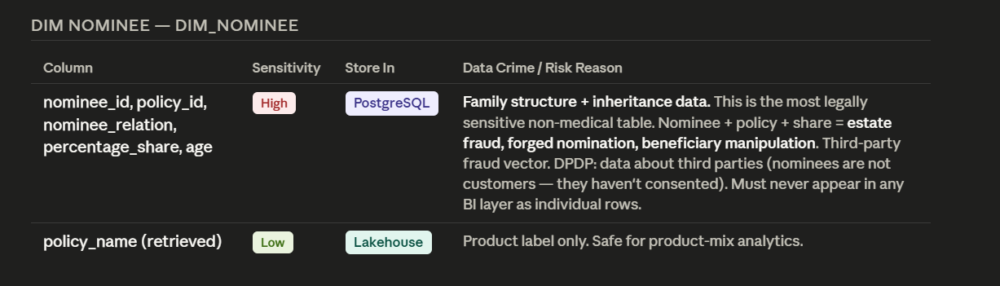 DIM NOMINEE — DIM_NOMINEE
Column Sensitivity Store In Data Crime / Risk Reason
nominee_id, policy_id, High PostgreSQL Family structure + inheritance data. This is the most legally
nominee_relation, sensitive non-medical table. Nominee + policy + share = estate
percentage_share, age fraud, forged nomination, beneficiary manipulation. Third-party
fraud vector. DPDP: data about third parties (nominees are not
customers — they haven't consented). Must never appear in any
BI layer as individual rows.
policy_name (retrieved) Low Lakehouse Product label only. Safe for product-mix analytics.